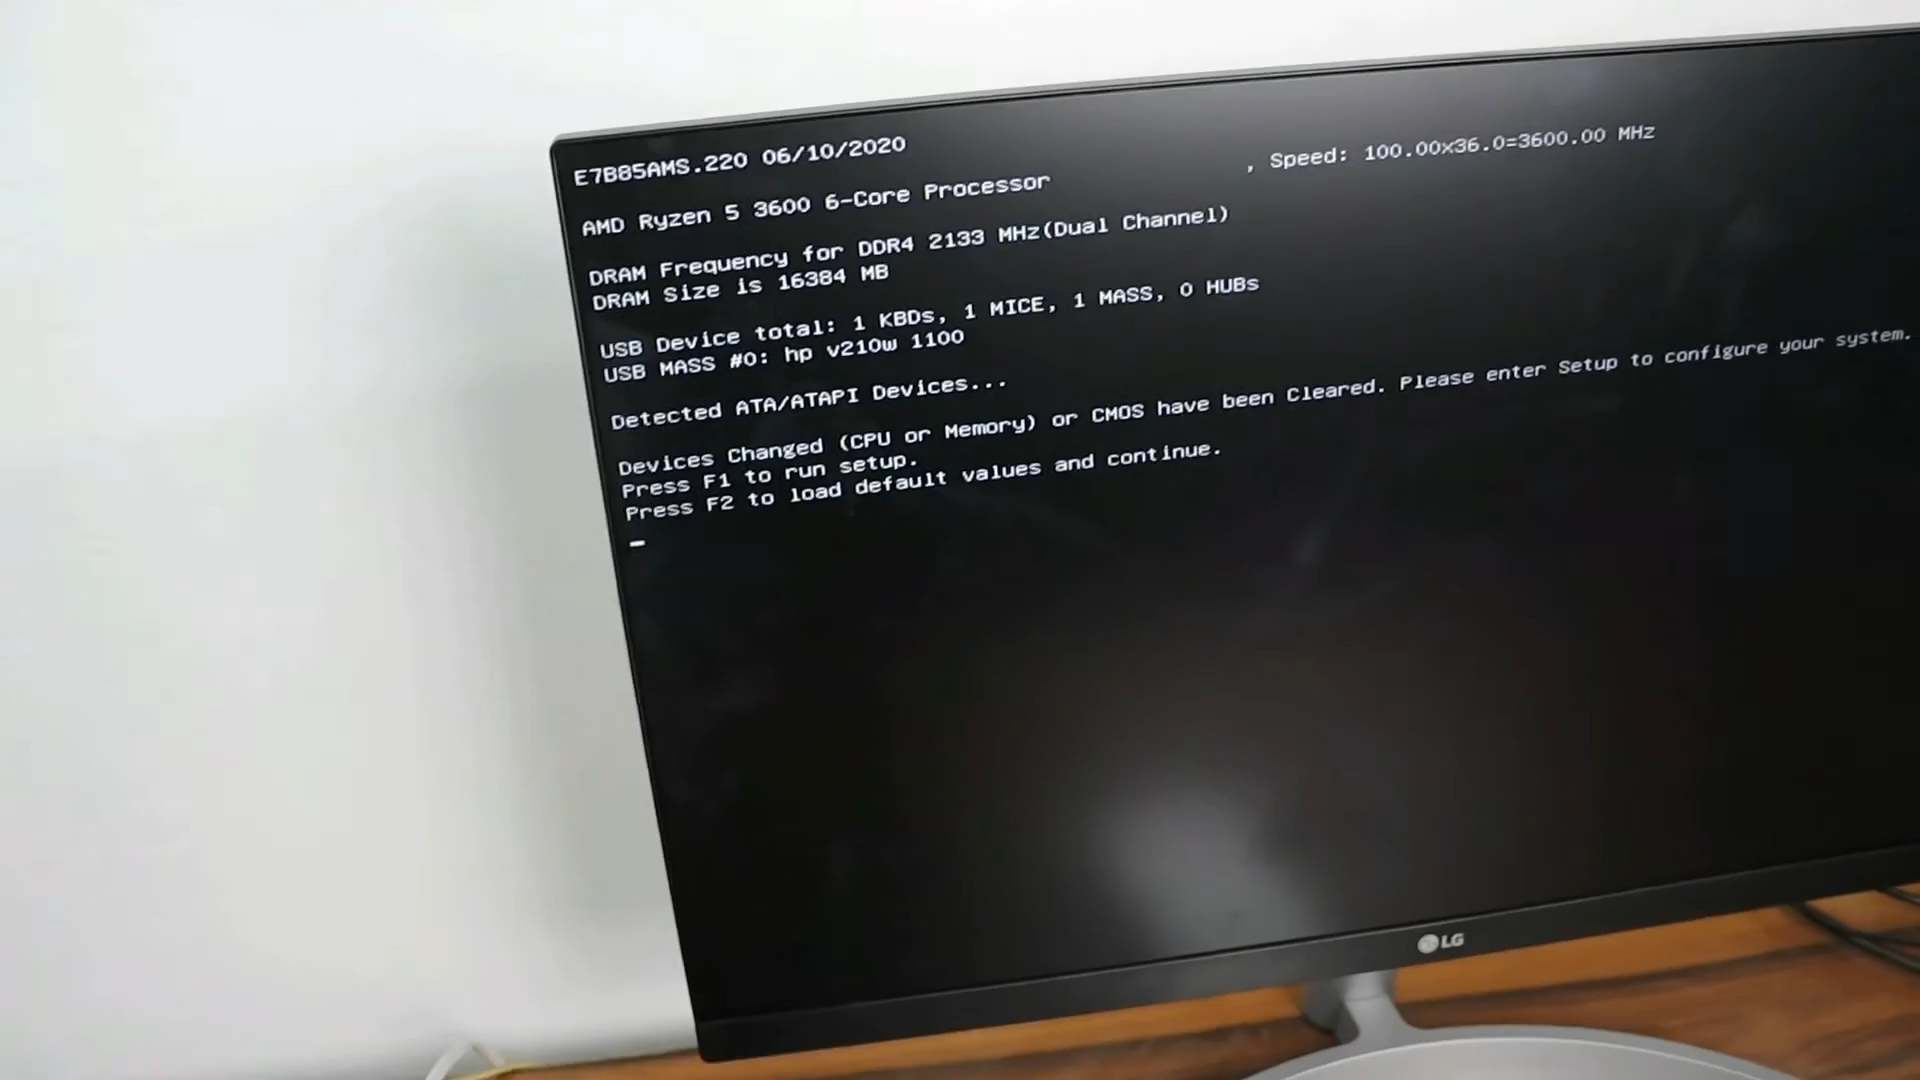 E7B85AMS.220 06/10/2020
AMD Ryzen 5 3600 6-Core Processor , Speed: 100.00x36.0=3600.00 MHz
DRAM Frequency for DDR4 2133 MHz(Dual Channel)
DRAM Size is 16384 MB
USB Device total: 1 KBDs, 1 MICE, 1 MASS, 0 HUBs
USB MASS #0: hp v210w 1100
Detected ATA/ATAPI Devices...
Devices Changed (CPU or Memory) or CMOS have been Cleared. Please enter Setup to configure your system.
Press F1 to run setup.
Press F2 to load default values and continue.
LG